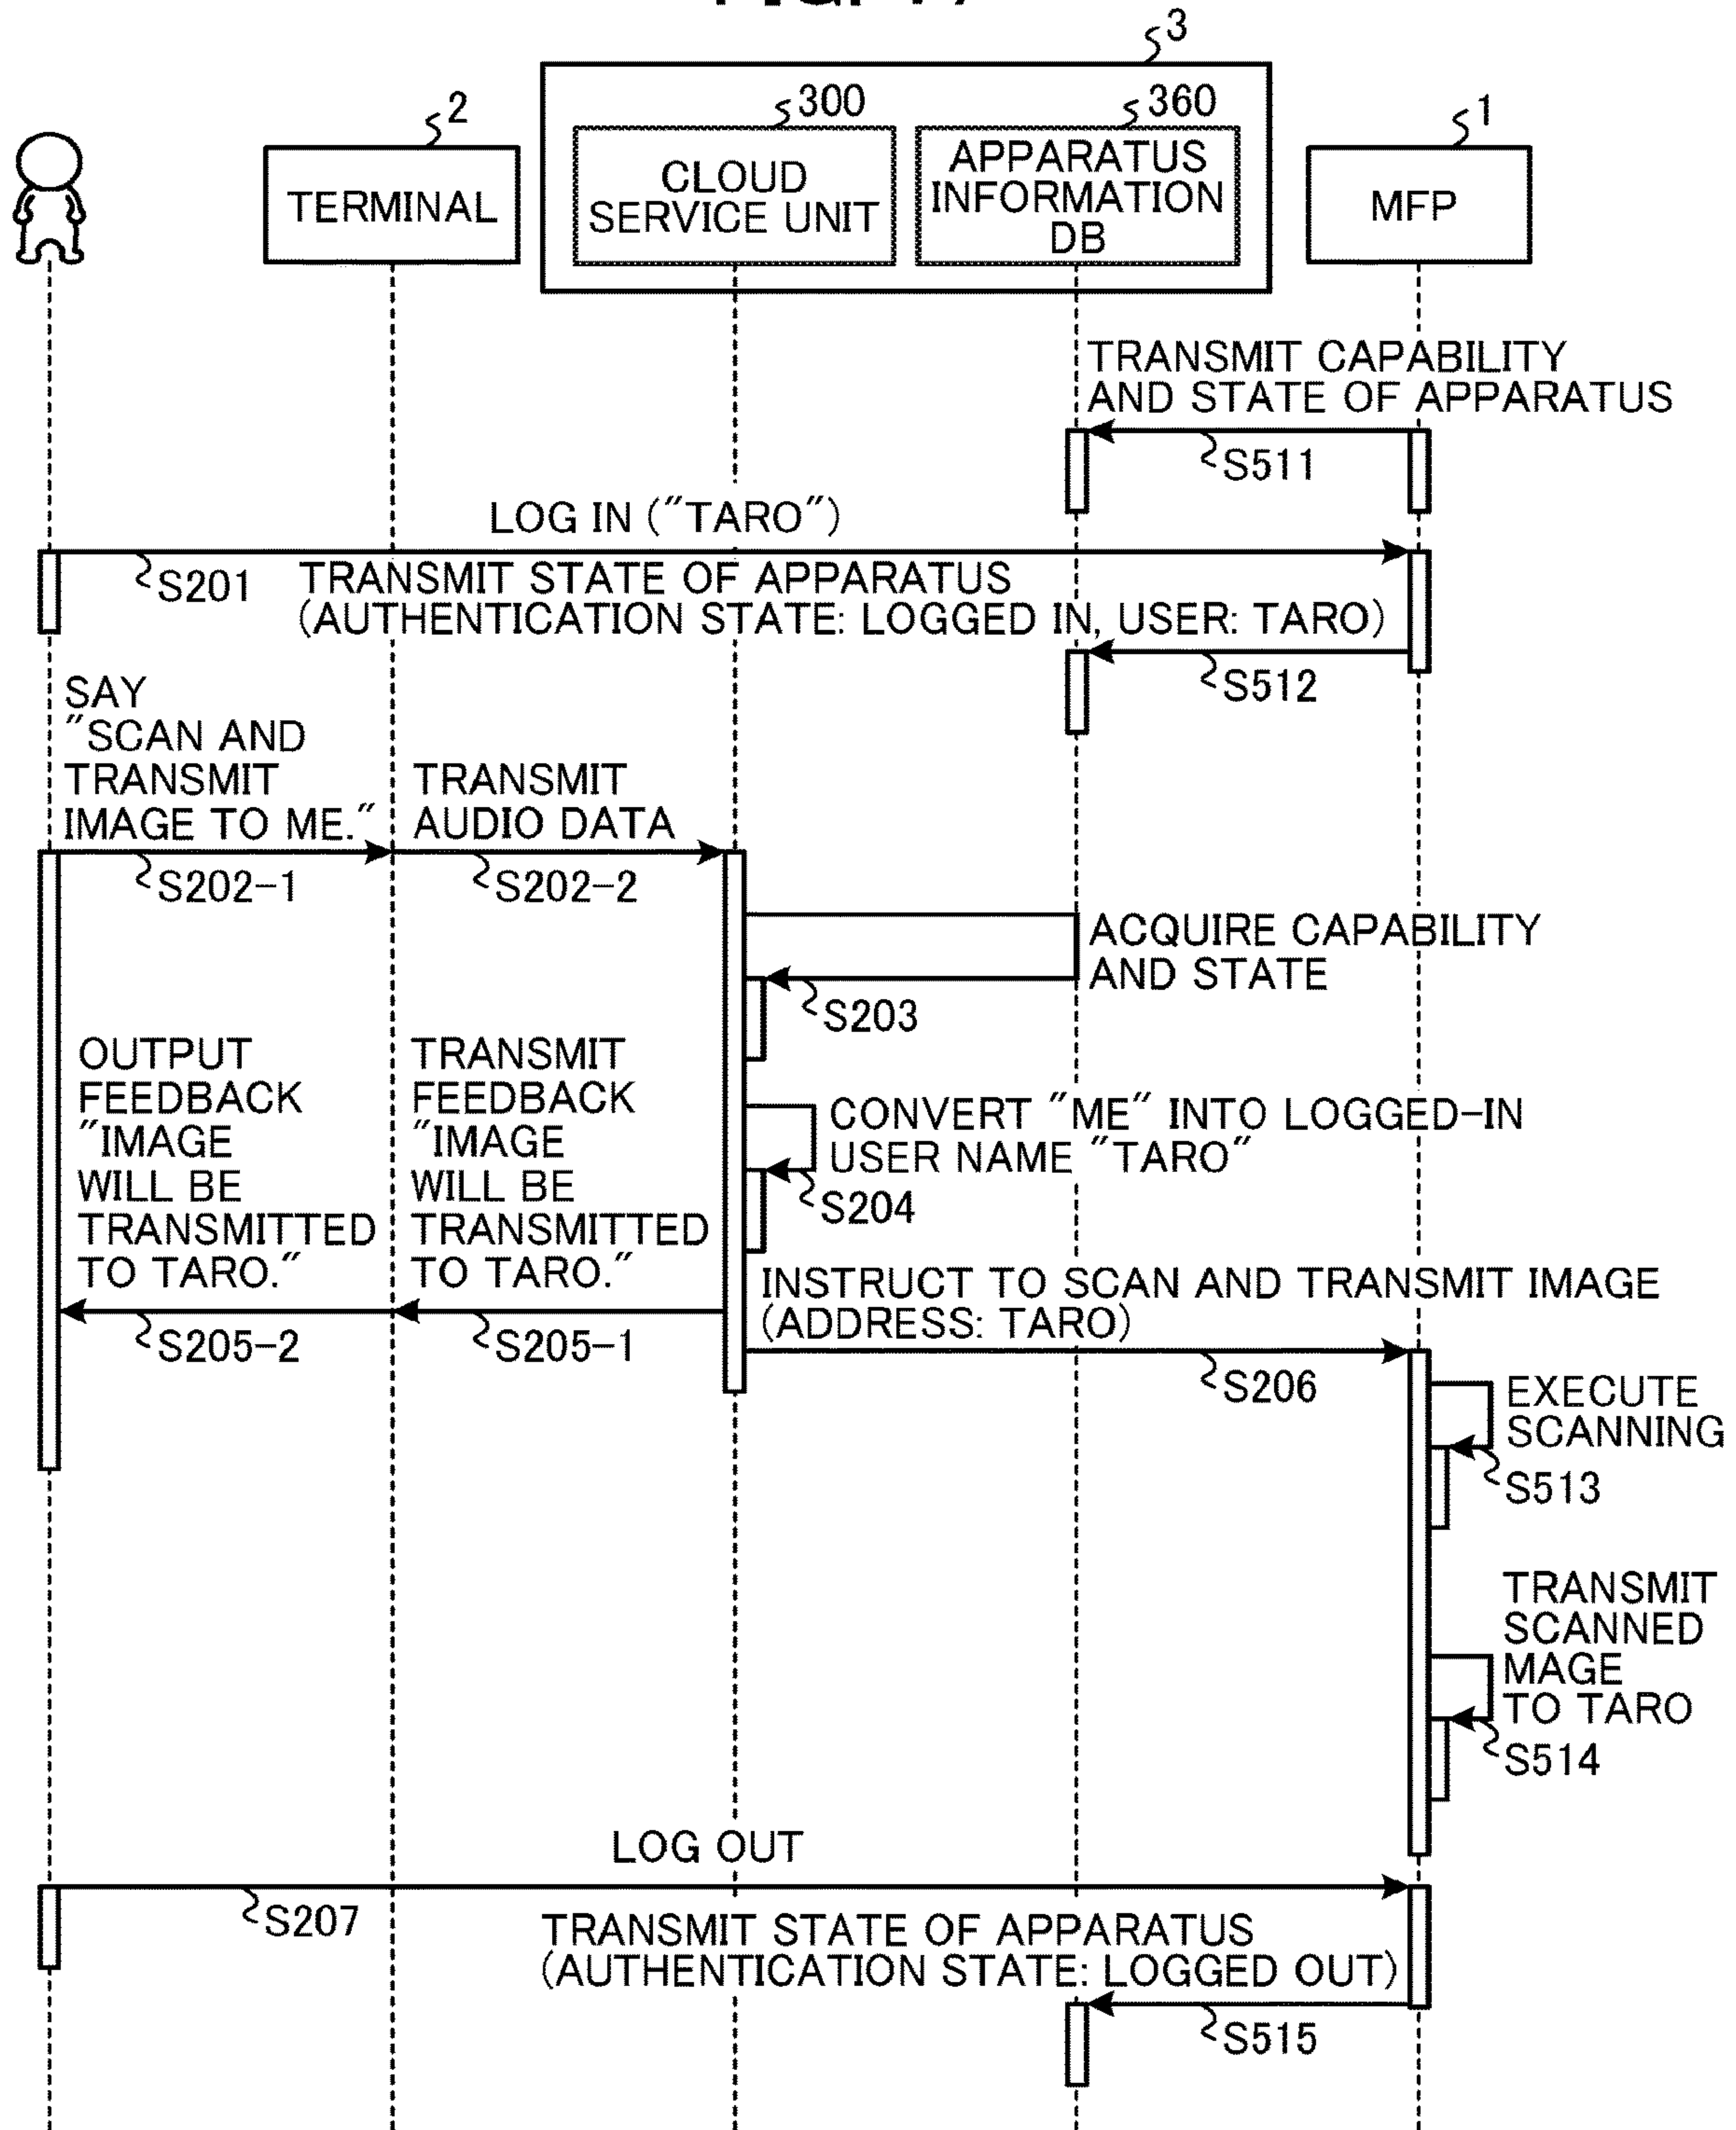 3
2
300
360
1
TERMINAL
CLOUD
SERVICE UNIT
APPARATUS
INFORMATION
DB
MFP
TRANSMIT CAPABILITY
AND STATE OF APPARATUS
S511
LOG IN ("TARO")
S201
TRANSMIT STATE OF APPARATUS
(AUTHENTICATION STATE: LOGGED IN, USER: TARO)
S512
SAY
"SCAN AND
TRANSMIT
IMAGE TO ME."
TRANSMIT
AUDIO DATA
S202-1
S202-2
ACQUIRE CAPABILITY
AND STATE
S203
CONVERT "ME" INTO LOGGED-IN
USER NAME "TARO"
S204
OUTPUT
FEEDBACK
"IMAGE
WILL BE
TRANSMITTED
TO TARO."
TRANSMIT
FEEDBACK
"IMAGE
WILL BE
TRANSMITTED
TO TARO."
S205-2
S205-1
INSTRUCT TO SCAN AND TRANSMIT IMAGE
(ADDRESS: TARO)
S206
EXECUTE
SCANNING
S513
TRANSMIT
SCANNED
MAGE
TO TARO
S514
LOG OUT
S207
TRANSMIT STATE OF APPARATUS
(AUTHENTICATION STATE: LOGGED OUT)
S515